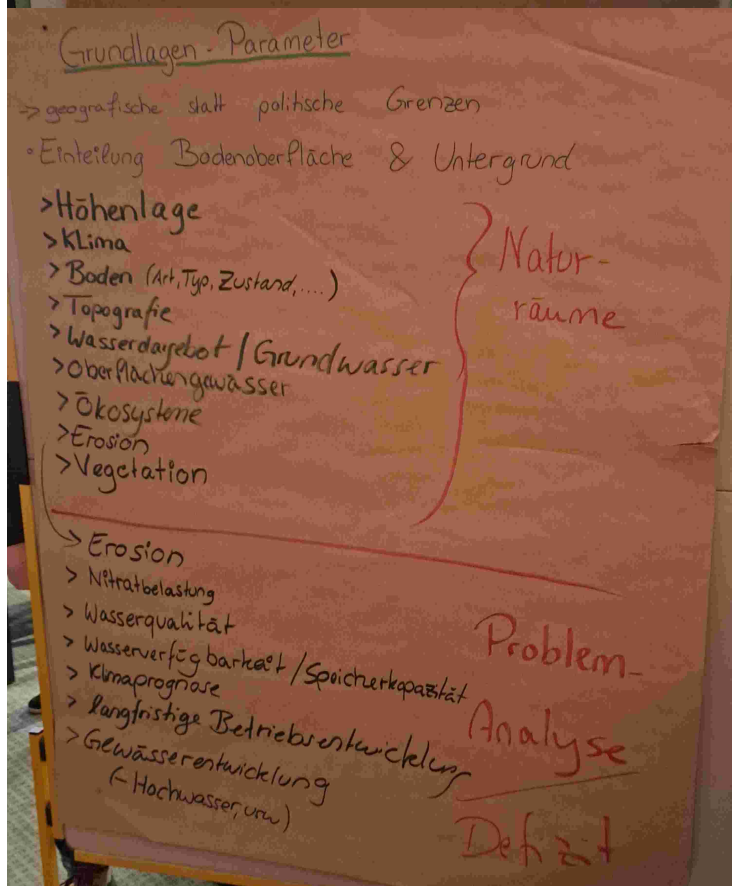 Grundlagen - Parameter
-> geografische statt politische Grenzen
• Einteilung Bodenoberfläche & Untergrund
> Höhenlage
> Klima
> Boden (Art, Typ, Zustand, ....)
> Topografie
> Wasserdargebot / Grundwasser
> Oberflächengewässer
> Ökosysteme
> Erosion
> Vegetation
Natur-
räume
> Erosion
> Nitratbelastung
> Wasserqualität
> Wasserverfügbarkeit / Speicherkapazität
> Klimaprognose
> langfristige Betriebsentwicklung
> Gewässerentwicklung
(- Hochwasser, usw)
Problem-
Analyse
Defizit